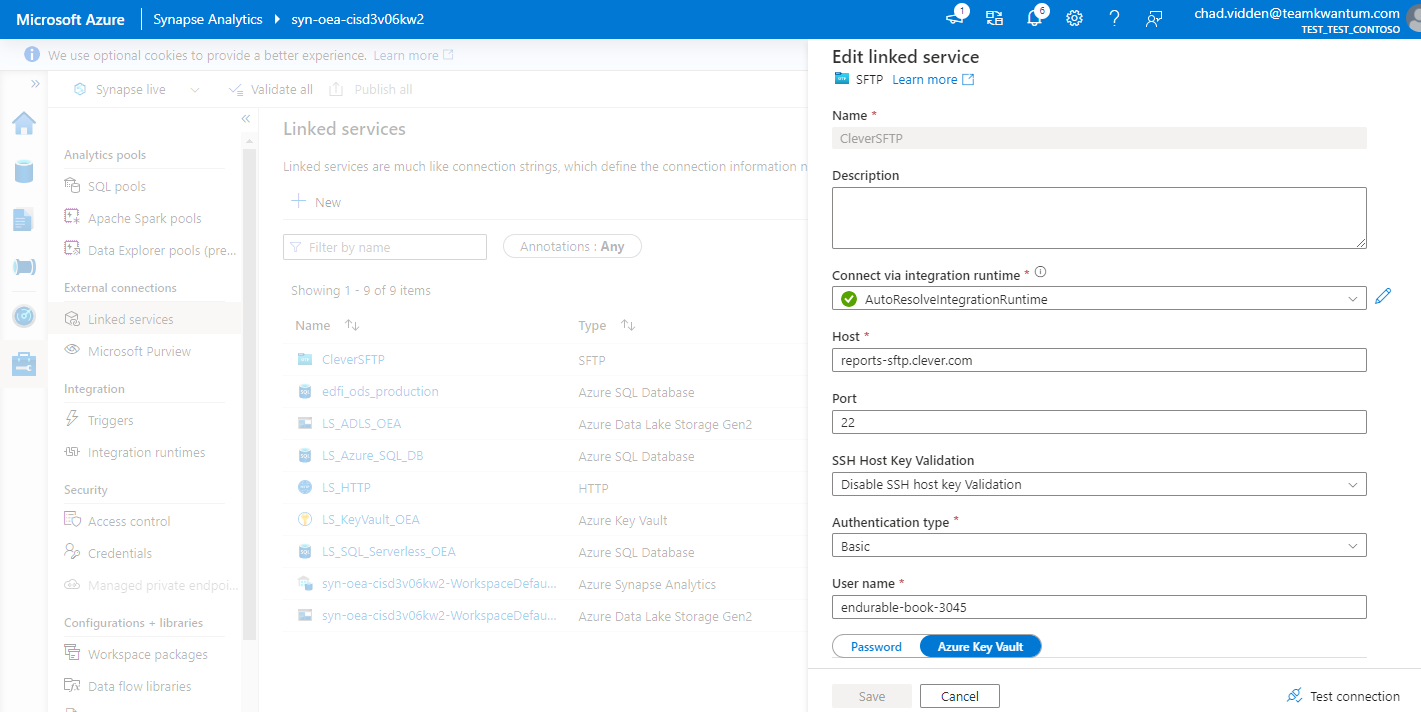 Microsoft Azure
Synapse Analytics
syn-oea-cisd3v06kw2
1
6
chad.vidden@teamkwantum.com
TEST_TEST_CONTOSO
We use optional cookies to provide a better experience. Learn more
Synapse live
Validate all
Publish all
Analytics pools
SQL pools
Apache Spark pools
Data Explorer pools (pre...
External connections
Linked services
Microsoft Purview
Integration
Triggers
Integration runtimes
Security
Access control
Credentials
Managed private endpoi...
Configurations + libraries
Workspace packages
Data flow libraries
Linked services
Linked services are much like connection strings, which define the connection information n
New
Filter by name
Annotations : Any
Showing 1 - 9 of 9 items
Name Type
CleverSFTP SFTP
edfi_ods_production Azure SQL Database
LS_ADLS_OEA Azure Data Lake Storage Gen2
LS_Azure_SQL_DB Azure SQL Database
LS_HTTP HTTP
LS_KeyVault_OEA Azure Key Vault
LS_SQL_Serverless_OEA Azure SQL Database
syn-oea-cisd3v06kw2-WorkspaceDefau... Azure Synapse Analytics
syn-oea-cisd3v06kw2-WorkspaceDefau... Azure Data Lake Storage Gen2
Edit linked service
SFTP Learn more
Name *
CleverSFTP
Description
Connect via integration runtime *
AutoResolveIntegrationRuntime
Host *
reports-sftp.clever.com
Port
22
SSH Host Key Validation
Disable SSH host key Validation
Authentication type *
Basic
User name *
endurable-book-3045
Password
Azure Key Vault
Save
Cancel
Test connection